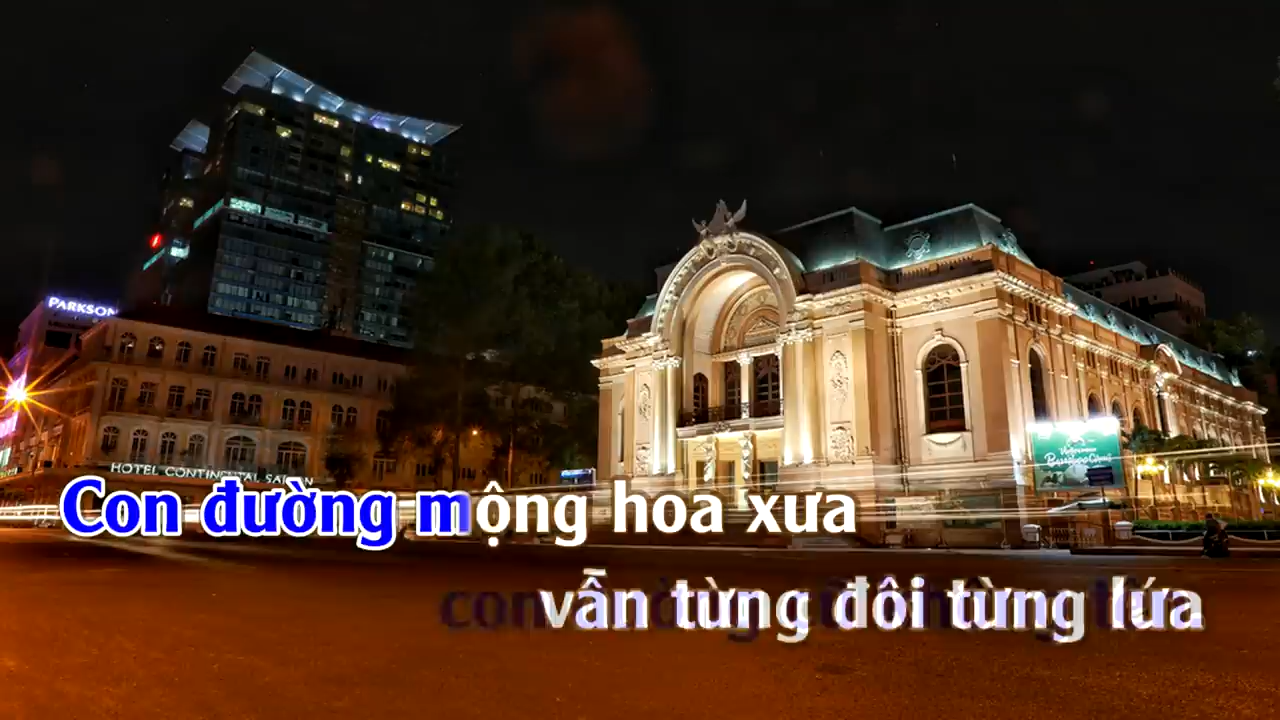 PARKSON
HOTEL CONTINENTAL SAIGON
Con đường mộng hoa xưa
vẫn từng đôi từng lứa